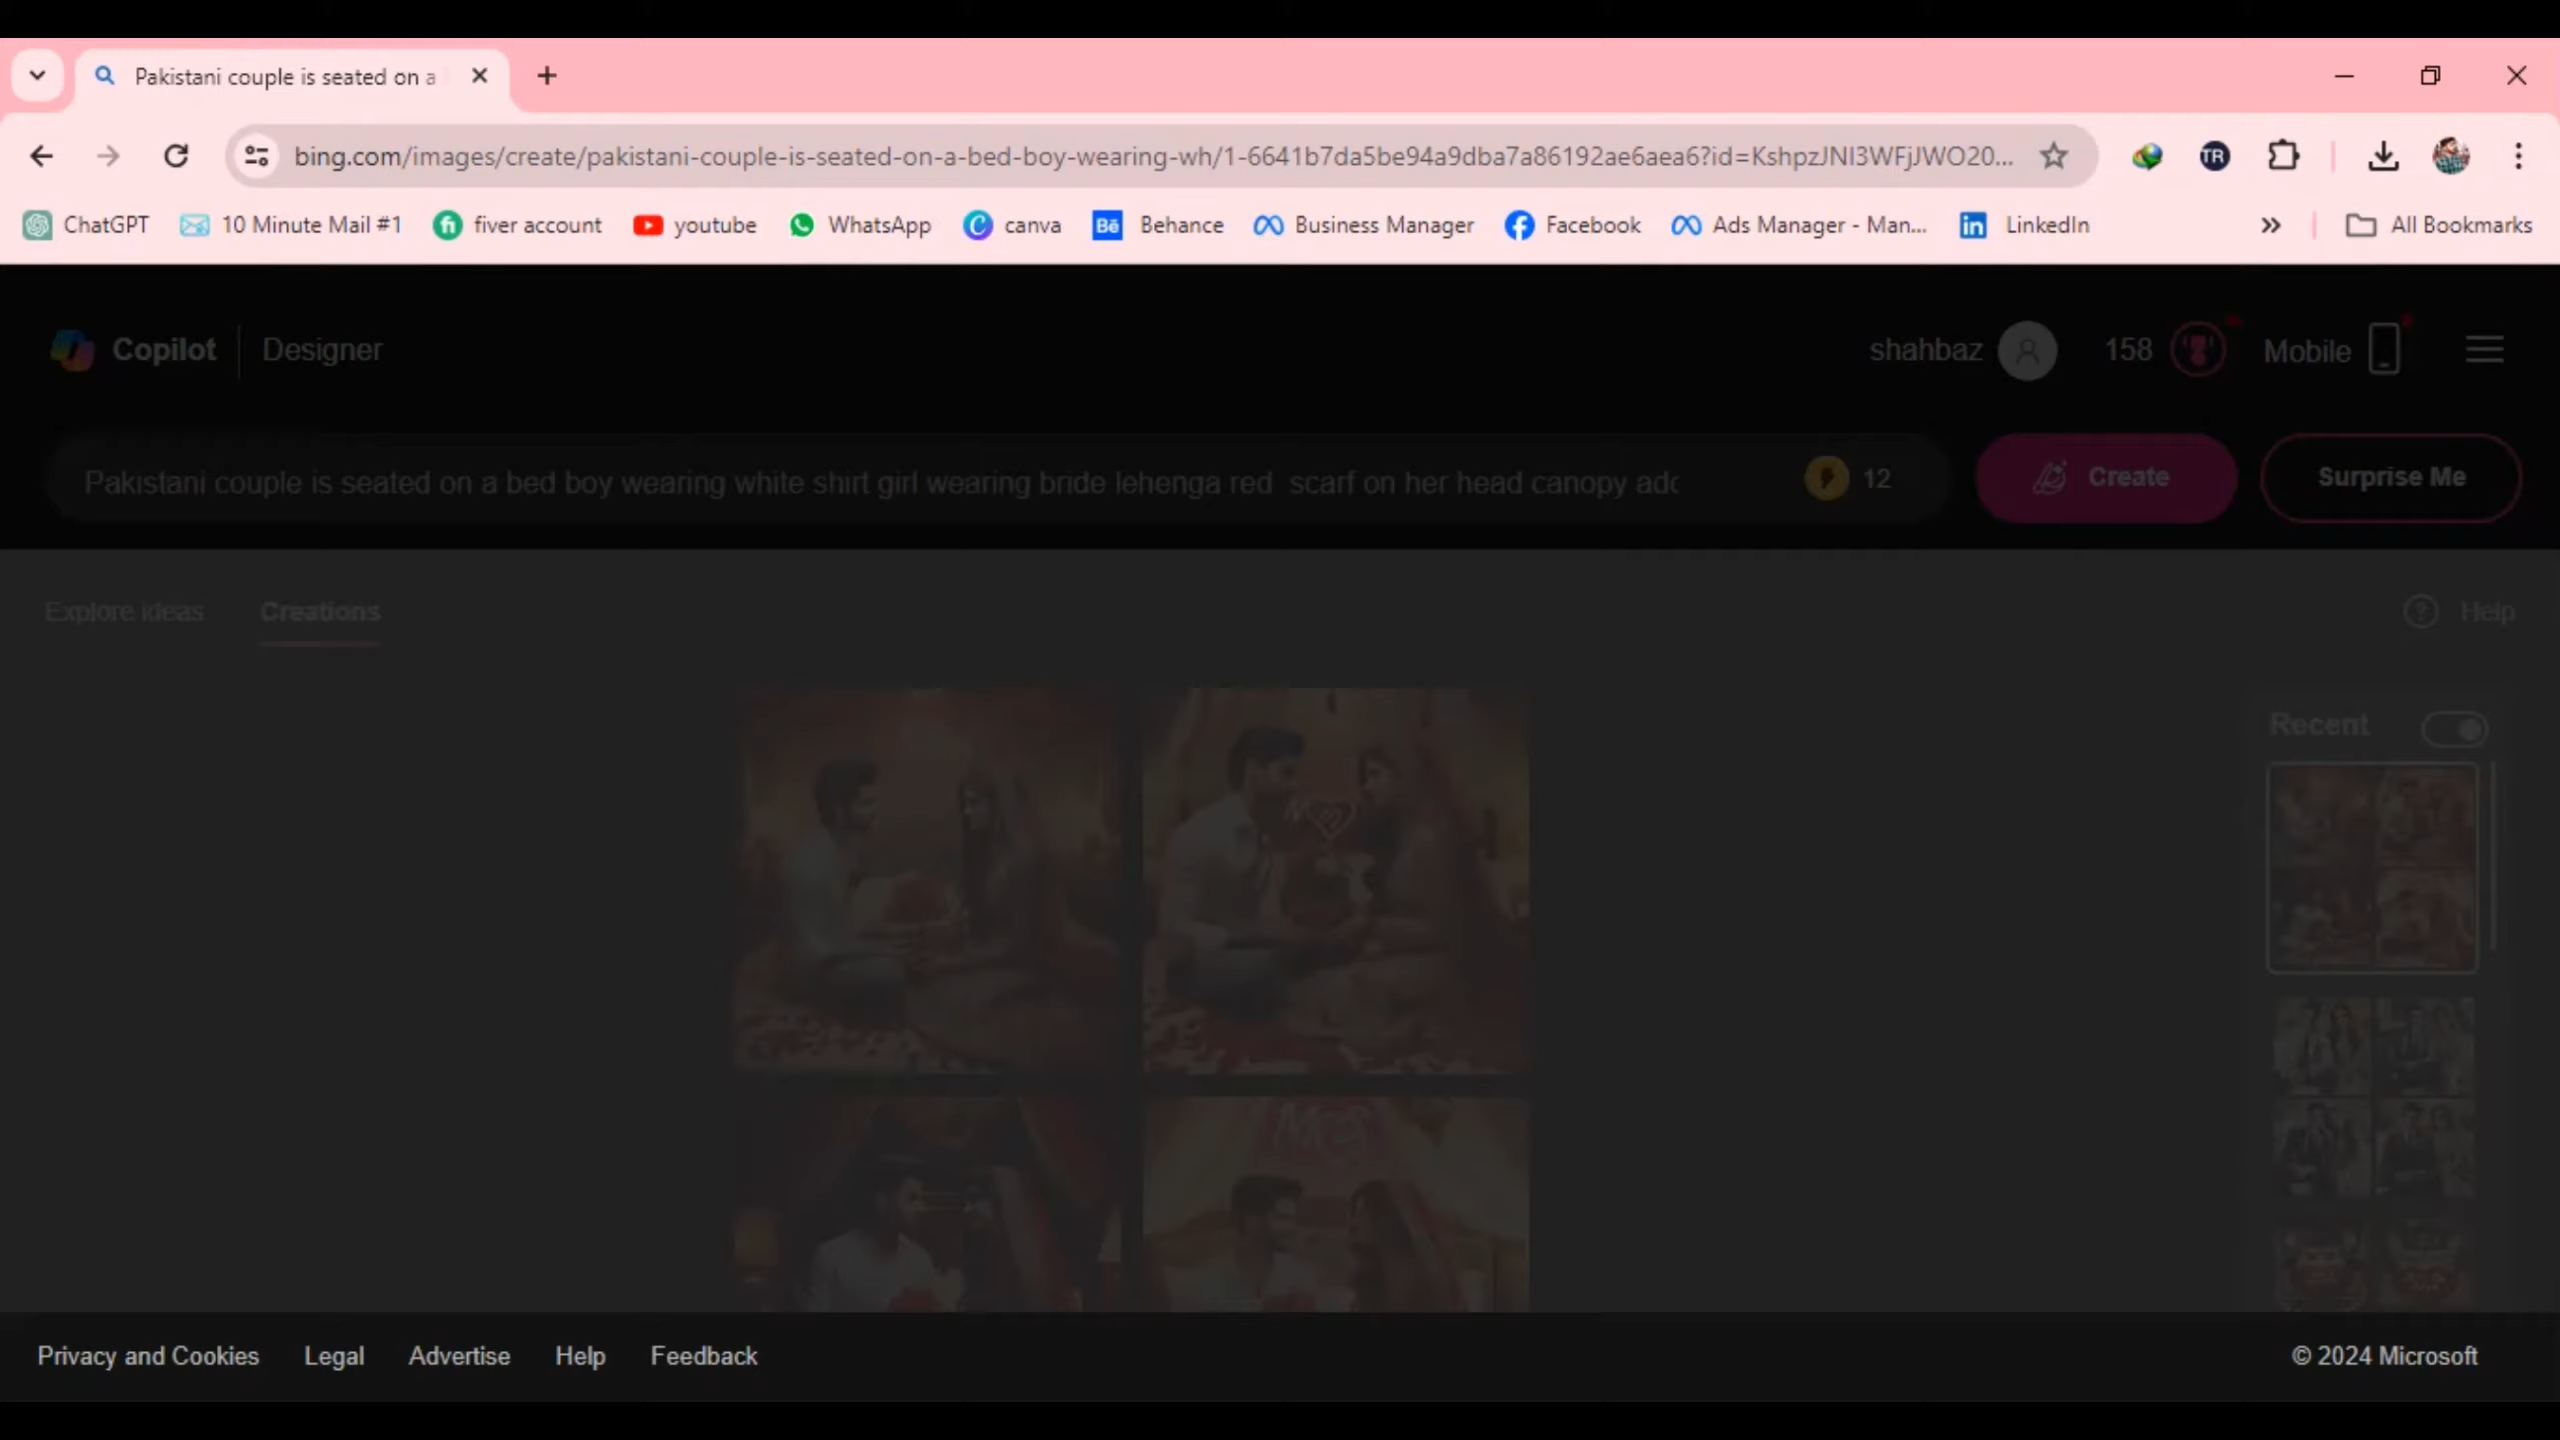 Pakistani couple is seated on a
bing.com/images/create/pakistani-couple-is-seated-on-a-bed-boy-wearing-wh/1-6641b7da5be94a9dba7a86192ae6aea6?id=KshpzJNI3WFjJWO20...
TR
ChatGPT
10 Minute Mail #1
fiver account
youtube
WhatsApp
canva
Bē Behance
Business Manager
Facebook
Ads Manager - Man...
in LinkedIn
All Bookmarks
Copilot
Designer
shahbaz
158
Mobile
Pakistani couple is seated on a bed boy wearing white shirt girl wearing bride lehenga red scarf on her head canopy adc
12
Create
Surprise Me
Explore ideas
Creations
Help
Recent
Privacy and Cookies
Legal
Advertise
Help
Feedback
© 2024 Microsoft